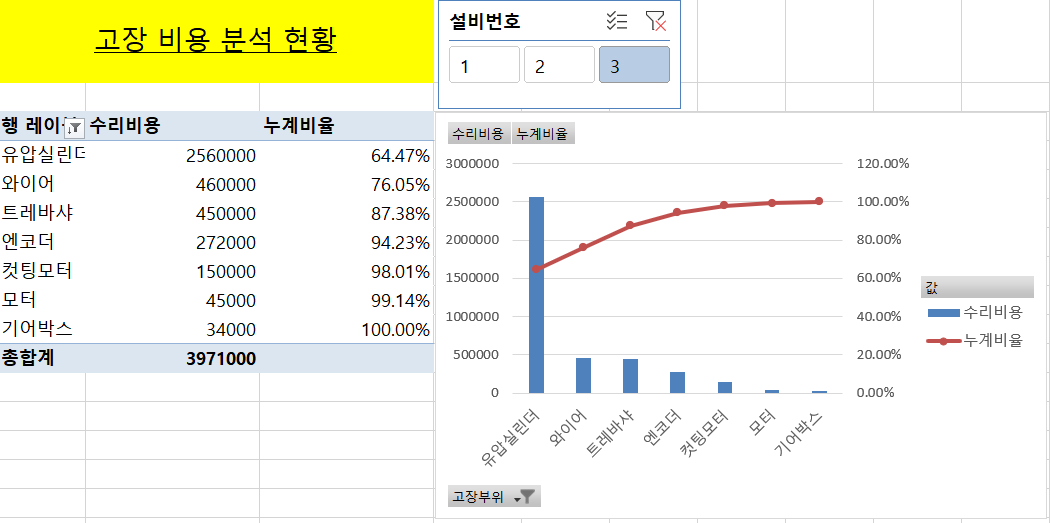 고장 비용 분석 현황
설비번호
1 2 3
행 레이 수리비용 누계비율
유압실린더 2560000 64.47%
와이어 460000 76.05%
트레바샤 450000 87.38%
엔코더 272000 94.23%
컷팅모터 150000 98.01%
모터 45000 99.14%
기어박스 34000 100.00%
총합계 3971000
수리비용 누계비율
3000000 120.00%
2500000 100.00%
2000000 80.00%
1500000 60.00%
1000000 40.00%
500000 20.00%
0 0.00%
유압실린더 와이어 트레바샤 엔코더 컷팅모터 모터 기어박스
값
수리비용
누계비율
고장부위